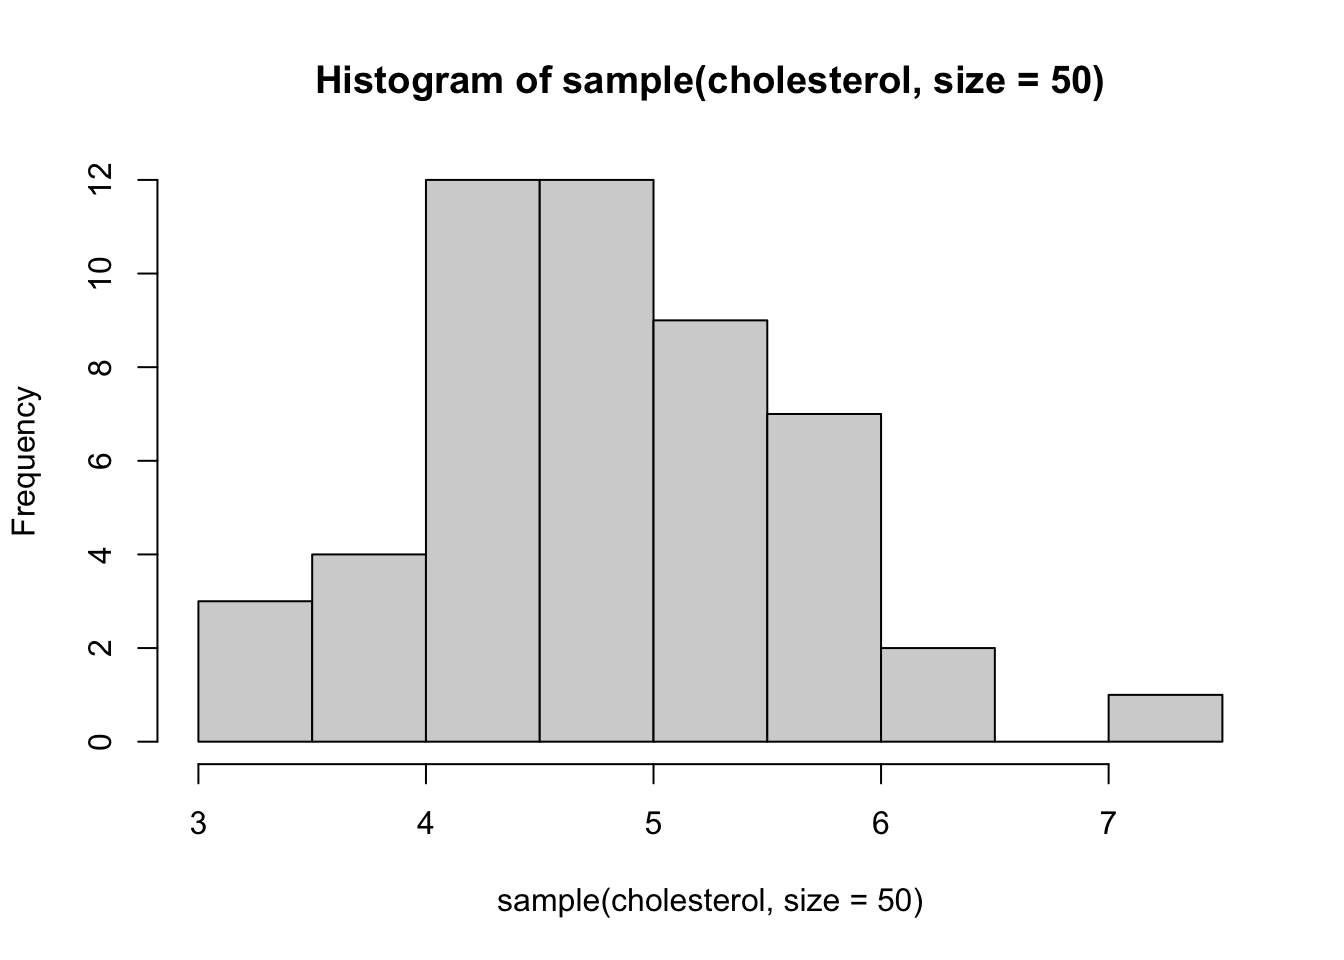 Histogram of sample(cholesterol, size = 50)
12
10
8
6
4
2
0
Frequency
3 4 5 6 7
sample(cholesterol, size = 50)